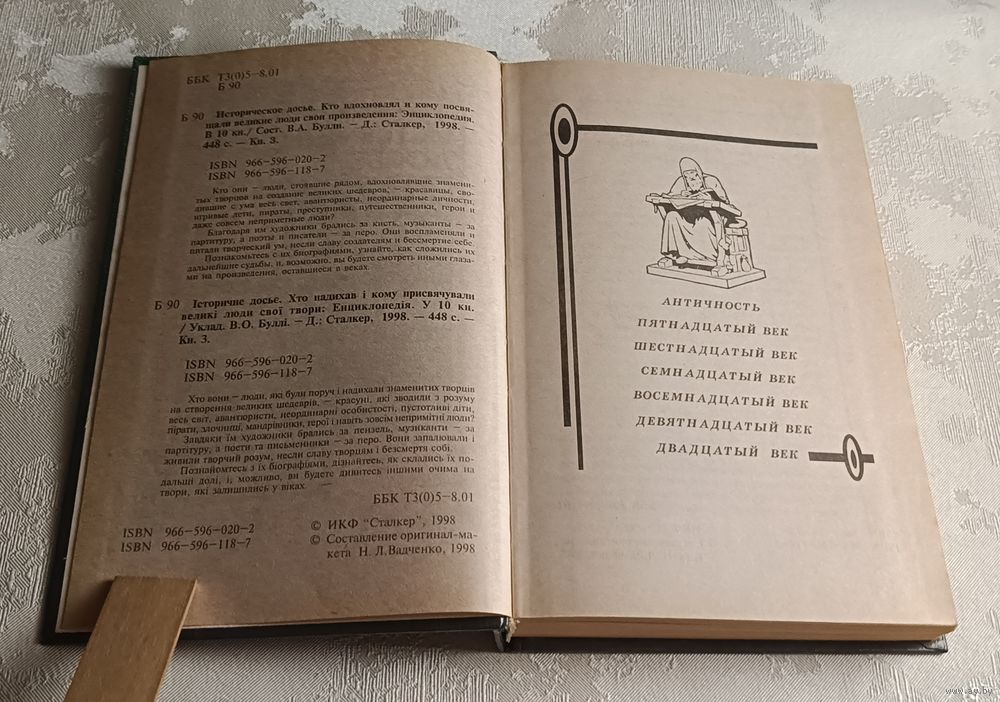 ББК Т3(0)5—8.01
Б 90
Б 90 Историческое досье. Кто вдохновлял и кому посвя-
щали великие люди свои произведения: Энциклопедия.
В 10 кн./ Сост. В.А. Булли. — Д.: Сталкер, 1998. —
448 с. — Кн. 3.
ISBN 966—596—020—2
ISBN 966—596—118—7
Кто они — люди, стоявшие рядом, вдохновлявшие знамени-
тых творцов на создание великих шедевров, — красавицы, сво-
дившие с ума весь свет, авантюристы, неординарные личности,
игривые дети, пираты, преступники, путешественники, герои и
даже совсем неприметные люди?
Благодаря им художники брались за кисть, музыканты — за
партитуру, а поэты и писатели — за перо. Они воспламеняли и
питали творческий ум, несли славу создателям и бессмертие себе.
Познакомьтесь с их биографиями, узнайте, как сложились их
дальнейшие судьбы, и, возможно, вы будете смотреть иными глаза-
ми на произведения, оставшиеся в веках.
Б 90 Історичне досьє. Хто надихав і кому присвячували
великі люди свої твори: Енциклопедія. У 10 кн.
/ Уклад. В.О. Буллі. — Д.: Сталкер, 1998. — 448 с. —
Кн. 3.
ISBN 966—596—020—2
ISBN 966—596—118—7
Хто вони — люди, які були поруч і надихали знаменитих творців
на створення великих шедеврів, — красуні, які зводили з розуму
весь світ, авантюристи, неординарні особистості, пустотливі діти,
пірати, злочинці, мандрівники, герої і навіть зовсім непримітні люди?
Завдяки їм художники брались за пензель, музиканти — за
партитуру, а поети та письменники — за перо. Вони запалювали і
живили творчий розум, несли славу творцям і безсмертя собі.
Познайомтесь з їх біографіями, дізнайтесь, як склались їх по-
дальші долі, і, можливо, ви будете дивитись іншими очима на
твори, які залишились у віках.
ББК Т3(0)5—8.01
ISBN 966—596—020—2
ISBN 966—596—118—7
© ИКФ "Сталкер", 1998
© Составление оригинал-ма-
кета Н. Л.Вадченко, 1998
АНТИЧНОСТЬ
ПЯТНАДЦАТЫЙ ВЕК
ШЕСТНАДЦАТЫЙ ВЕК
СЕМНАДЦАТЫЙ ВЕК
ВОСЕМНАДЦАТЫЙ ВЕК
ДЕВЯТНАДЦАТЫЙ ВЕК
ДВАДЦАТЫЙ ВЕК
www.ay.by